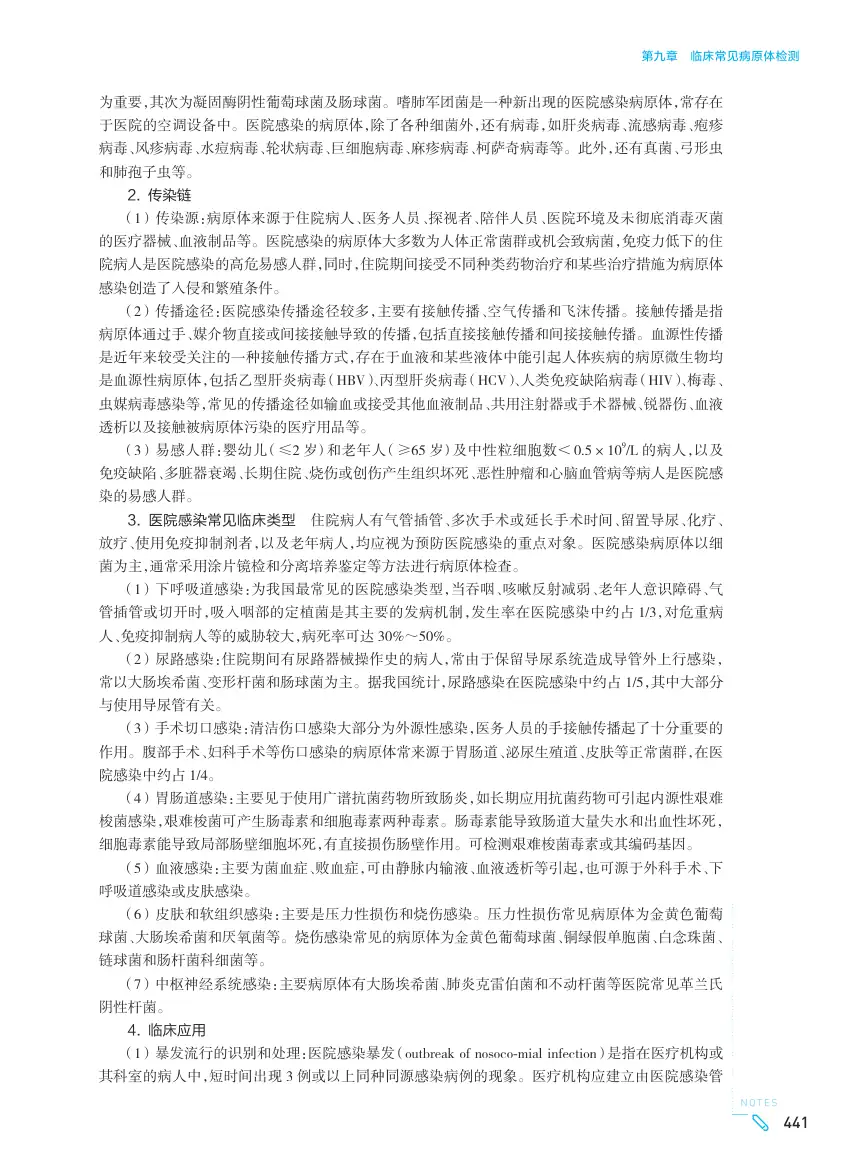 第九章 临床常见病原体检测
为重要,其次为凝固酶阴性葡萄球菌及肠球菌。嗜肺军团菌是一种新出现的医院感染病原体,常存在
于医院的空调设备中。医院感染的病原体,除了各种细菌外,还有病毒,如肝炎病毒、流感病毒、疱疹
病毒、风疹病毒、水痘病毒、轮状病毒、巨细胞病毒、麻疹病毒、柯萨奇病毒等。此外,还有真菌、弓形虫
和肺孢子虫等。
2. 传染链
(1)传染源:病原体来源于住院病人、医务人员、探视者、陪伴人员、医院环境及未彻底消毒灭菌
的医疗器械、血液制品等。医院感染的病原体大多数为人体正常菌群或机会致病菌,免疫力低下的住
院病人是医院感染的高危易感人群,同时,住院期间接受不同种类药物治疗和某些治疗措施为病原体
感染创造了入侵和繁殖条件。
(2)传播途径:医院感染传播途径较多,主要有接触传播、空气传播和飞沫传播。接触传播是指
病原体通过手、媒介物直接或间接接触导致的传播,包括直接接触传播和间接接触传播。血源性传播
是近年来较受关注的一种接触传播方式,存在于血液和某些液体中能引起人体疾病的病原微生物均
是血源性病原体,包括乙型肝炎病毒(HBV)、丙型肝炎病毒(HCV)、人类免疫缺陷病毒(HIV)、梅毒、
虫媒病毒感染等,常见的传播途径如输血或接受其他血液制品、共用注射器或手术器械、锐器伤、血液
透析以及接触被病原体污染的医疗用品等。
(3)易感人群:婴幼儿(≤2 岁)和老年人(≥65 岁)及中性粒细胞数<0.5 × 10⁹/L 的病人,以及
免疫缺陷、多脏器衰竭、长期住院、烧伤或创伤产生组织坏死、恶性肿瘤和心脑血管病等病人是医院感
染的易感人群。
3. 医院感染常见临床类型 住院病人有气管插管、多次手术或延长手术时间、留置导尿、化疗、
放疗、使用免疫抑制剂者,以及老年病人,均应视为预防医院感染的重点对象。医院感染病原体以细
菌为主,通常采用涂片镜检和分离培养鉴定等方法进行病原体检查。
(1)下呼吸道感染:为我国最常见的医院感染类型,当吞咽、咳嗽反射减弱、老年人意识障碍、气
管插管或切开时,吸入咽部的定植菌是其主要的发病机制,发生率在医院感染中约占 1/3,对危重病
人、免疫抑制病人等的威胁较大,病死率可达 30%～50%。
(2)尿路感染:住院期间有尿路器械操作史的病人,常由于保留导尿系统造成导管外上行感染,
常以大肠埃希菌、变形杆菌和肠球菌为主。据我国统计,尿路感染在医院感染中约占 1/5,其中大部分
与使用导尿管有关。
(3)手术切口感染:清洁伤口感染大部分为外源性感染,医务人员的手接触传播起了十分重要的
作用。腹部手术、妇科手术等伤口感染的病原体常来源于胃肠道、泌尿生殖道、皮肤等正常菌群,在医
院感染中约占 1/4。
(4)胃肠道感染:主要见于使用广谱抗菌药物所致肠炎,如长期应用抗菌药物可引起内源性艰难
梭菌感染,艰难梭菌可产生肠毒素和细胞毒素两种毒素。肠毒素能导致肠道大量失水和出血性坏死,
细胞毒素能导致局部肠壁细胞坏死,有直接损伤肠壁作用。可检测艰难梭菌毒素或其编码基因。
(5)血液感染:主要为菌血症、败血症,可由静脉内输液、血液透析等引起,也可源于外科手术、下
呼吸道感染或皮肤感染。
(6)皮肤和软组织感染:主要是压力性损伤和烧伤感染。压力性损伤常见病原体为金黄色葡萄
球菌、大肠埃希菌和厌氧菌等。烧伤感染常见的病原体为金黄色葡萄球菌、铜绿假单胞菌、白念珠菌、
链球菌和肠杆菌科细菌等。
(7)中枢神经系统感染:主要病原体有大肠埃希菌、肺炎克雷伯菌和不动杆菌等医院常见革兰氏
阴性杆菌。
4. 临床应用
(1)暴发流行的识别和处理:医院感染暴发(outbreak of nosoco-mial infection)是指在医疗机构或
其科室的病人中,短时间出现 3 例或以上同种同源感染病例的现象。医疗机构应建立由医院感染管
NOTES
441